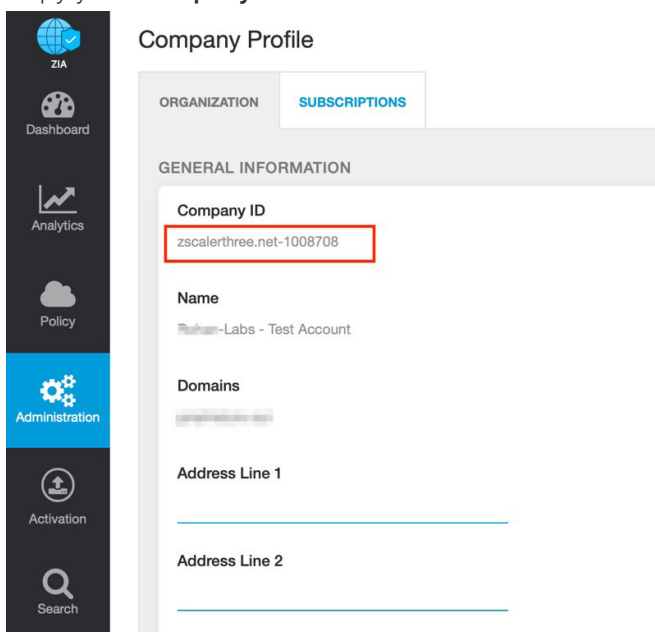 ZIA
Dashboard
Analytics
Policy
Administration
Activation
Search
Company Profile
ORGANIZATION
SUBSCRIPTIONS
GENERAL INFORMATION
Company ID
zscalerthree.net-1008708
Name
-Labs - Test Account
Domains
Address Line 1
Address Line 2